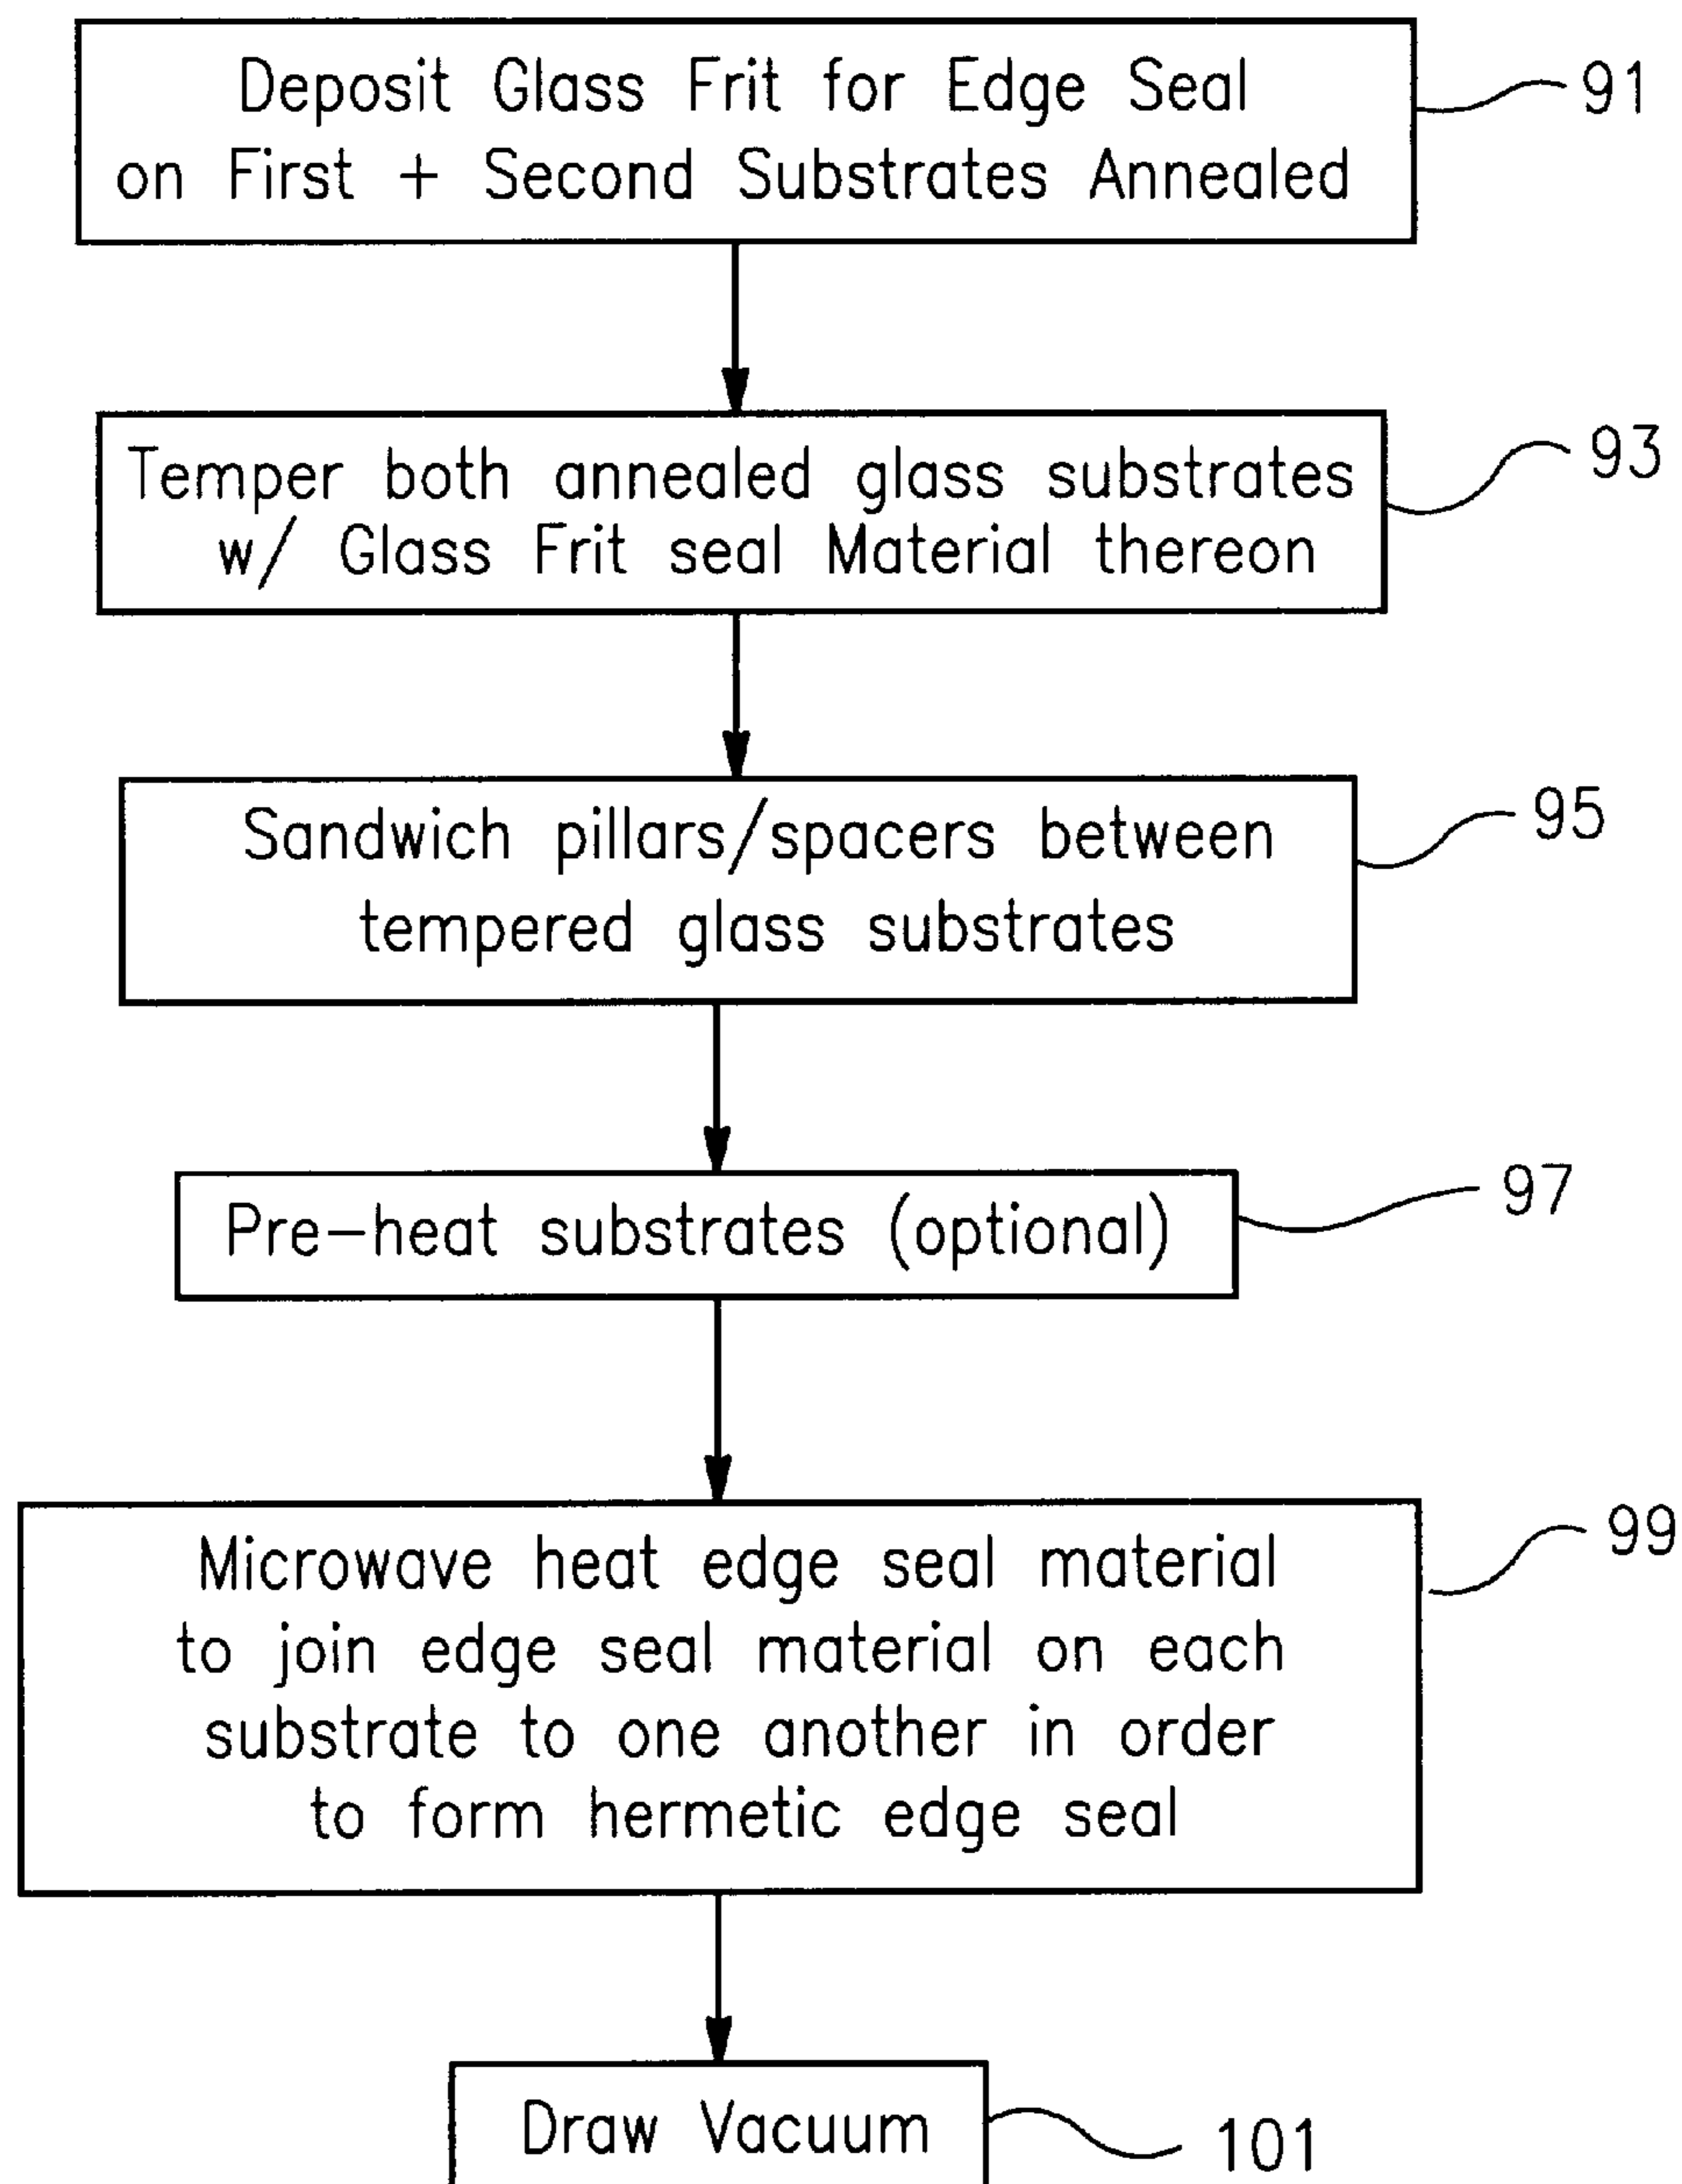 Deposit Glass Frit for Edge Seal
on First + Second Substrates Annealed
91
Temper both annealed glass substrates
w/ Glass Frit seal Material thereon
93
Sandwich pillars/spacers between
tempered glass substrates
95
Pre-heat substrates (optional)
97
Microwave heat edge seal material
to join edge seal material on each
substrate to one another in order
to form hermetic edge seal
99
Draw Vacuum
101